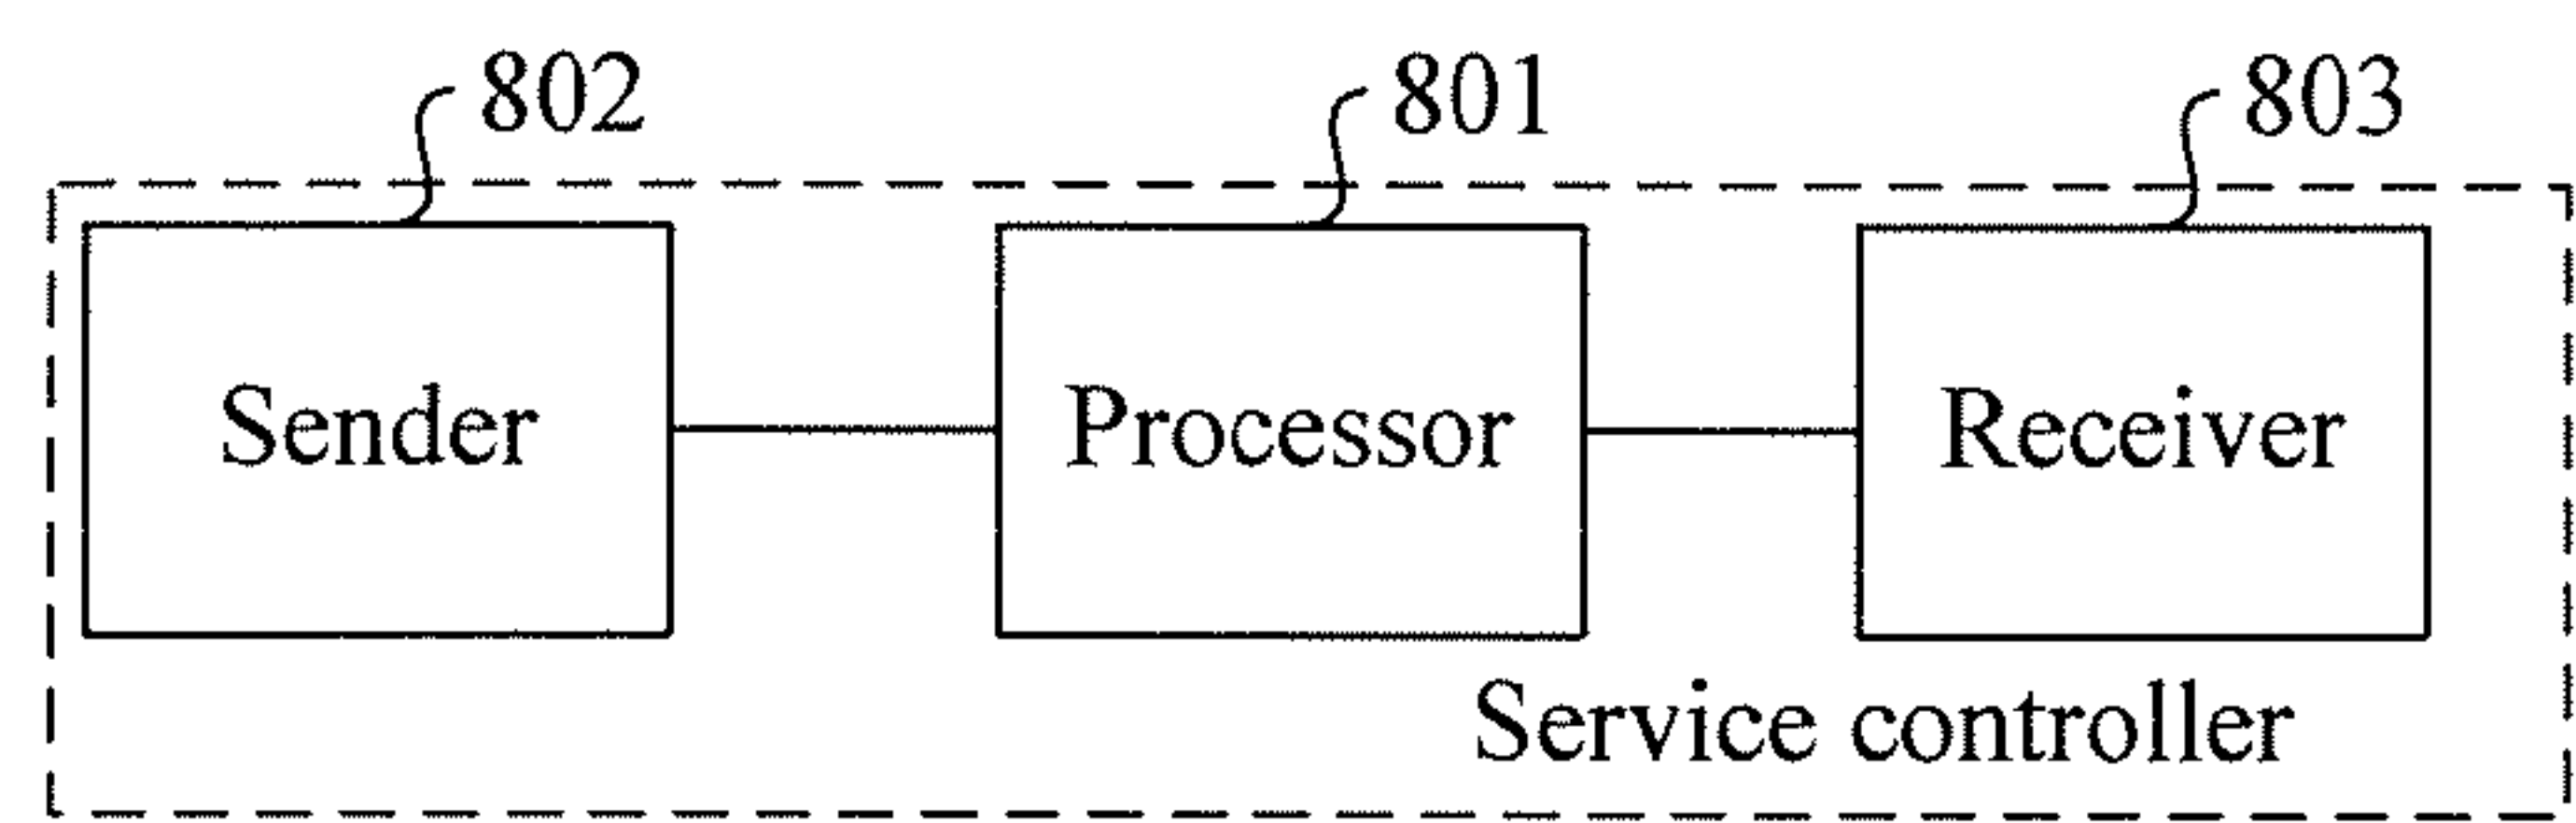 802 801 803
Sender Processor Receiver
Service controller